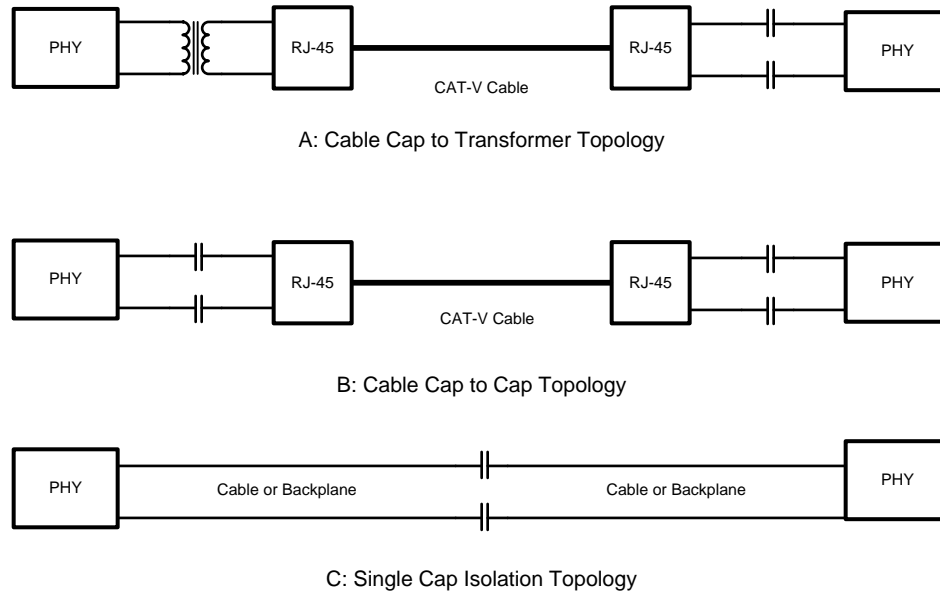 PHY
RJ-45
RJ-45
PHY
CAT-V Cable
A: Cable Cap to Transformer Topology
PHY
RJ-45
RJ-45
PHY
CAT-V Cable
B: Cable Cap to Cap Topology
PHY
Cable or Backplane
Cable or Backplane
PHY
C: Single Cap Isolation Topology